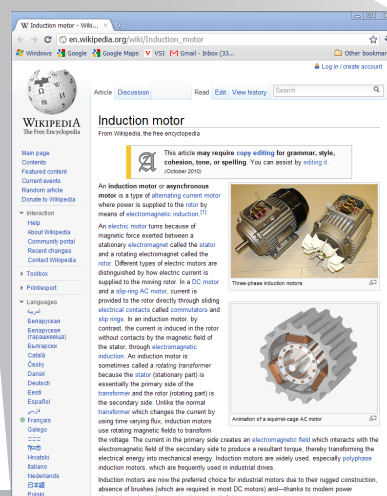 Induction motor - Wiki...
en.wikipedia.org/wiki/Induction_motor
Windows Google Google Maps VSI Gmail - Inbox (33... Other bookmar
Log in / create account
Article Discussion Read Edit View history Search
WIKIPEDIA
The Free Encyclopedia
Main page
Contents
Featured content
Current events
Random article
Donate to Wikipedia
Interaction
Help
About Wikipedia
Community portal
Recent changes
Contact Wikipedia
Toolbox
Print/export
Languages
العربية
Беларуская
Беларуская
(тарашкевіца)
Български
Català
Česky
Dansk
Deutsch
Eesti
Español
فارسی
Français
Galego
हिन्दी
Hrvatski
Italiano
Nederlands
日本語
Polski
Induction motor
From Wikipedia, the free encyclopedia
This article may require copy editing for grammar, style,
cohesion, tone, or spelling. You can assist by editing it.
(October 2010)
An induction motor or asynchronous
motor is a type of alternating current motor
where power is supplied to the rotor by
means of electromagnetic induction.[1]
An electric motor turns because of
magnetic force exerted between a
stationary electromagnet called the stator
and a rotating electromagnet called the
rotor. Different types of electric motors are
distinguished by how electric current is
supplied to the moving rotor. In a DC motor
and a slip-ring AC motor, current is
provided to the rotor directly through sliding
electrical contacts called commutators and
slip rings. In an induction motor, by
contrast, the current is induced in the rotor
without contacts by the magnetic field of
the stator, through electromagnetic
induction. An induction motor is
sometimes called a rotating transformer
because the stator (stationary part) is
essentially the primary side of the
transformer and the rotor (rotating part) is
the secondary side. Unlike the normal
transformer which changes the current by
using time varying flux, induction motors
use rotating magnetic fields to transform
the voltage. The current in the primary side creates an electromagnetic field which interacts with the
electromagnetic field of the secondary side to produce a resultant torque, thereby transforming the
electrical energy into mechanical energy. Induction motors are widely used, especially polyphase
induction motors, which are frequently used in industrial drives.
Induction motors are now the preferred choice for industrial motors due to their rugged construction,
absence of brushes (which are required in most DC motors) and—thanks to modern power
Three-phase induction motors
Animation of a squirrel-cage AC motor